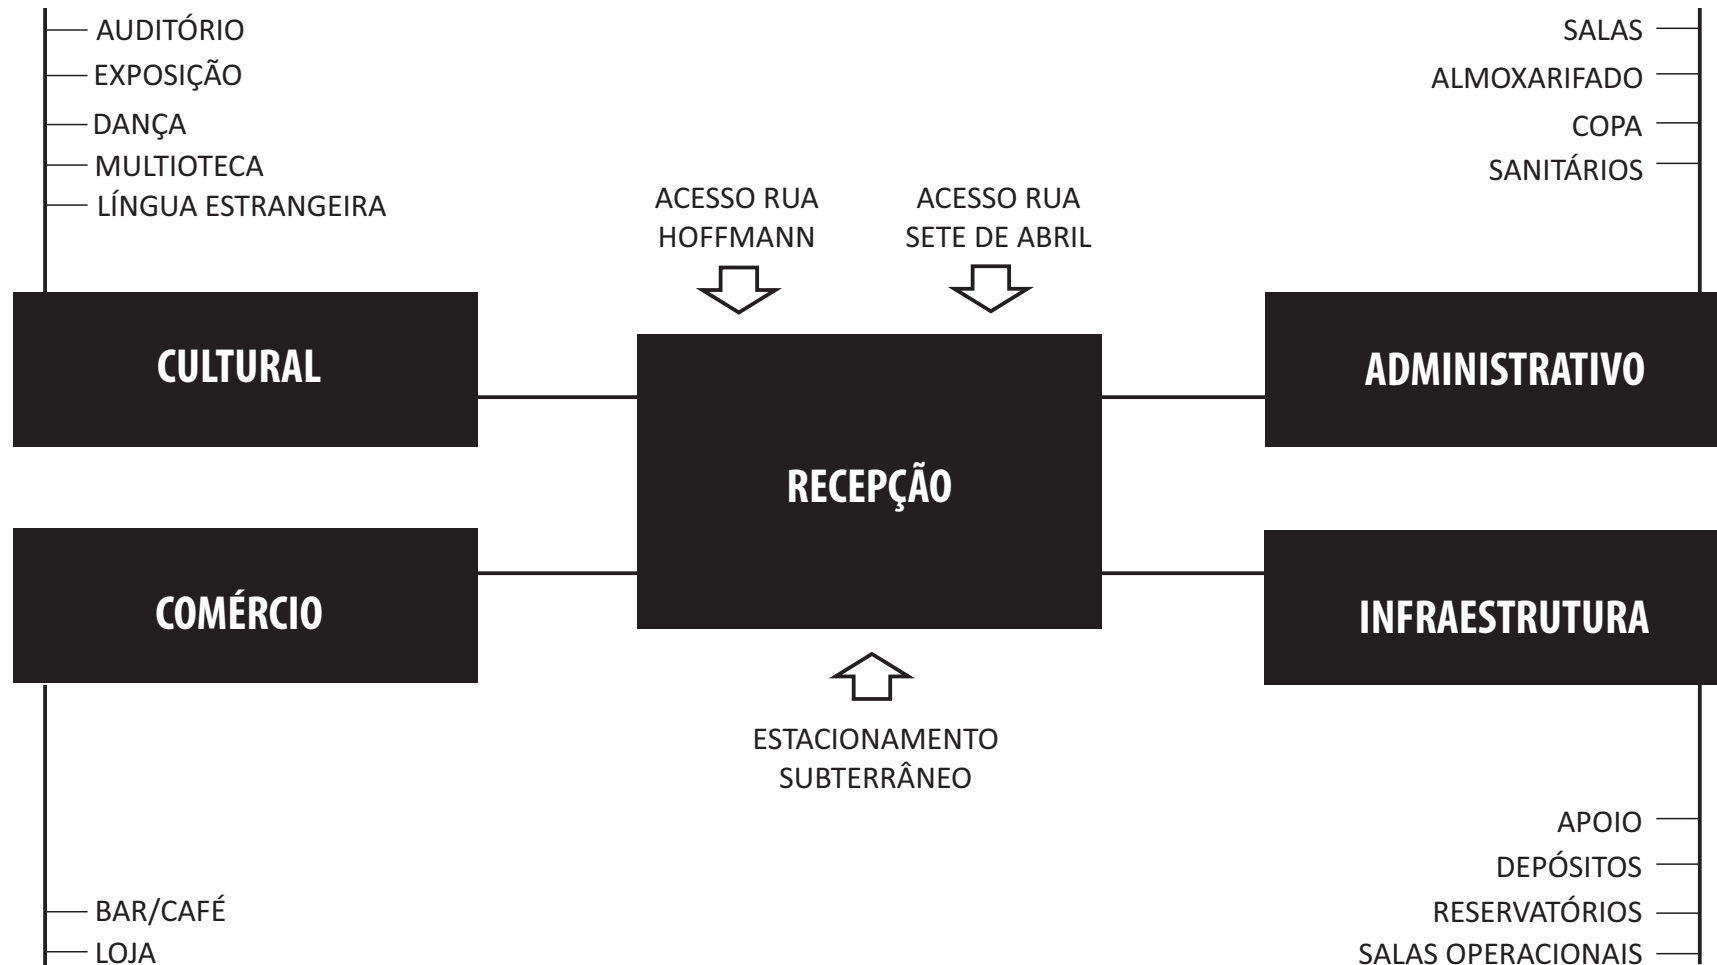 AUDITÓRIO
EXPOSIÇÃO
DANÇA
MULTIOTECA
LÍNGUA ESTRANGEIRA
SALAS
ALMOXARIFADO
COPA
SANITÁRIOS
ACESSO RUA
HOFFMANN
ACESSO RUA
SETE DE ABRIL
CULTURAL
ADMINISTRATIVO
RECEPÇÃO
COMÉRCIO
INFRAESTRUTURA
ESTACIONAMENTO
SUBTERRÂNEO
BAR/CAFÉ
LOJA
APOIO
DEPÓSITOS
RESERVATÓRIOS
SALAS OPERACIONAIS